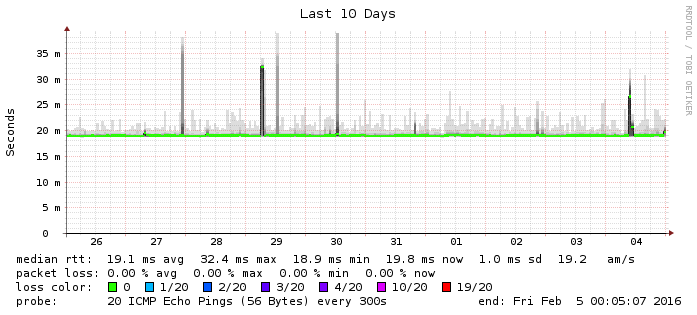 Last 10 Days
RRDTOOL / TOBI OETIKER
Seconds
35 m
30 m
25 m
20 m
15 m
10 m
5 m
0
26 27 28 29 30 31 01 02 03 04
median rtt: 19.1 ms avg 32.4 ms max 18.9 ms min 19.8 ms now 1.0 ms sd 19.2 am/s
packet loss: 0.00 % avg 0.00 % max 0.00 % min 0.00 % now
loss color: 0 1/20 2/20 3/20 4/20 10/20 19/20
probe: 20 ICMP Echo Pings (56 Bytes) every 300s end: Fri Feb 5 00:05:07 2016